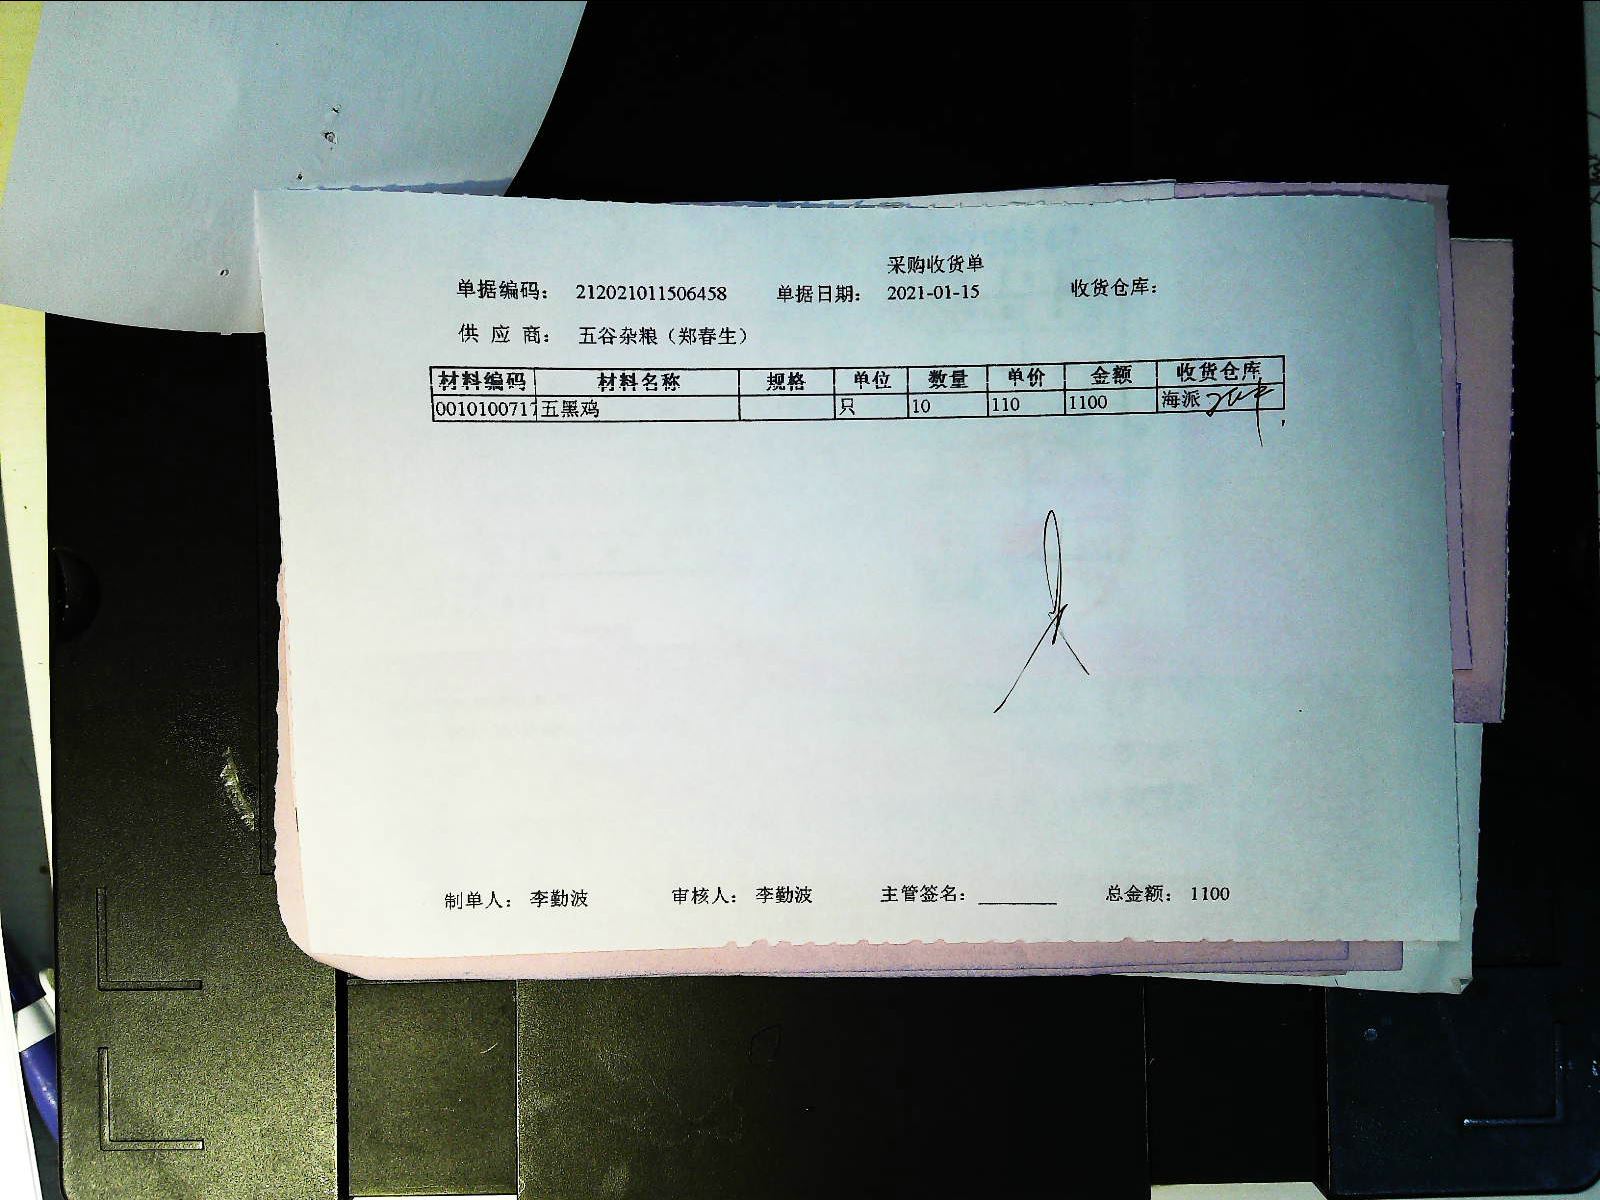 采购收货单
单据编码： 212021011506458 单据日期： 2021-01-15 收货仓库：
供 应 商： 五谷杂粮（郑春生）
材料编码 材料名称 规格 单位 数量 单价 金额 收货仓库
0010100717 五黑鸡 只 10 110 1100 海派
制单人： 李勤波 审核人： 李勤波 主管签名： ________ 总金额： 1100